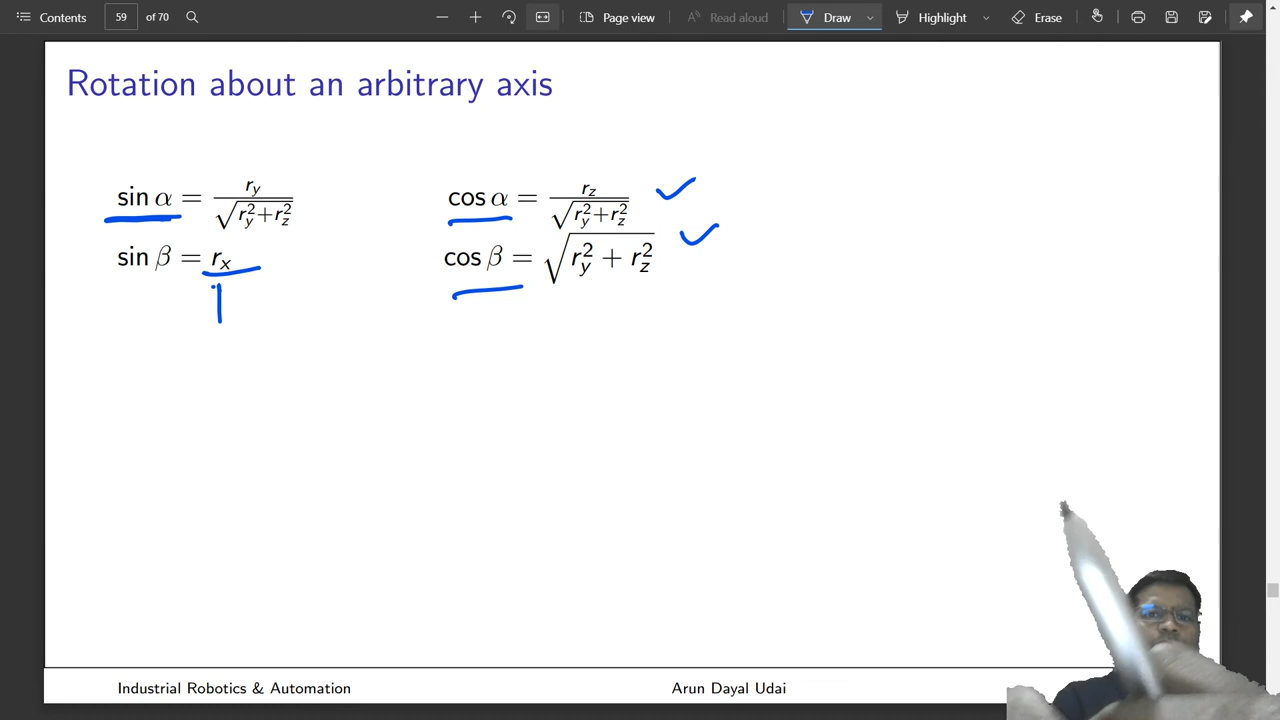 Contents 59 of 70 Page view Read aloud Draw Highlight Erase
Rotation about an arbitrary axis
sin α = r_y / √(r_y² + r_z²) cos α = r_z / √(r_y² + r_z²)
sin β = r_x cos β = √(r_y² + r_z²)
Industrial Robotics & Automation Arun Dayal Udai